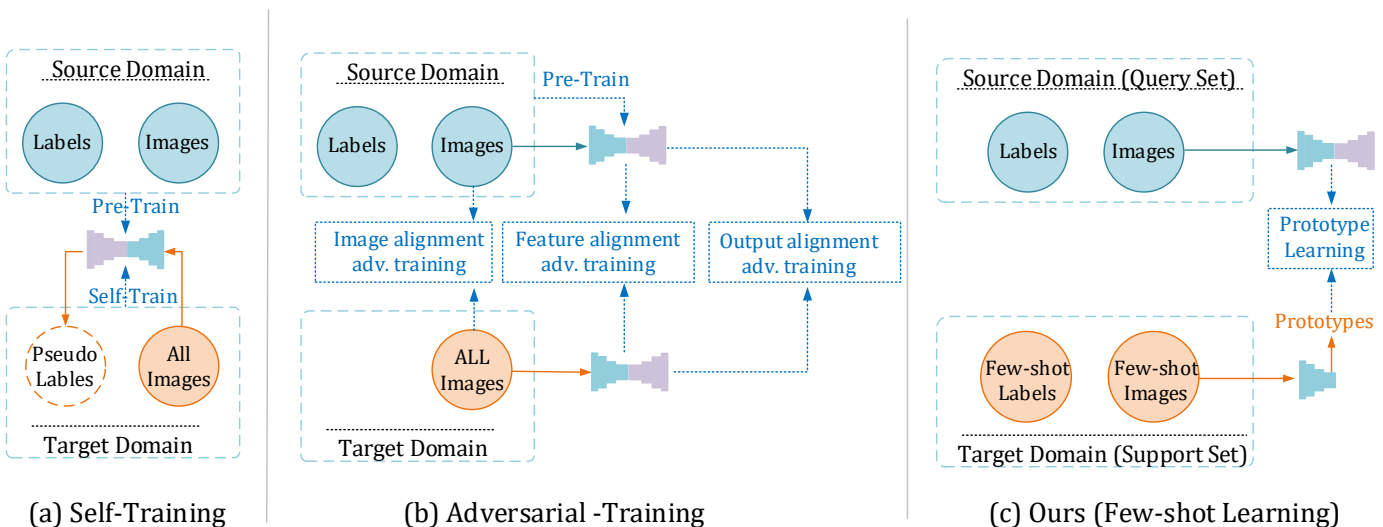 Source Domain
Labels
Images
Pre-Train
Self-Train
Pseudo
Lables
All
Images
Target Domain
(a) Self-Training
Source Domain
Pre-Train
Labels
Images
Image alignment
adv. training
Feature alignment
adv. training
Output alignment
adv. training
ALL
Images
Target Domain
(b) Adversarial -Training
Source Domain (Query Set)
Labels
Images
Prototype
Learning
Prototypes
Few-shot
Labels
Few-shot
Images
Target Domain (Support Set)
(c) Ours (Few-shot Learning)